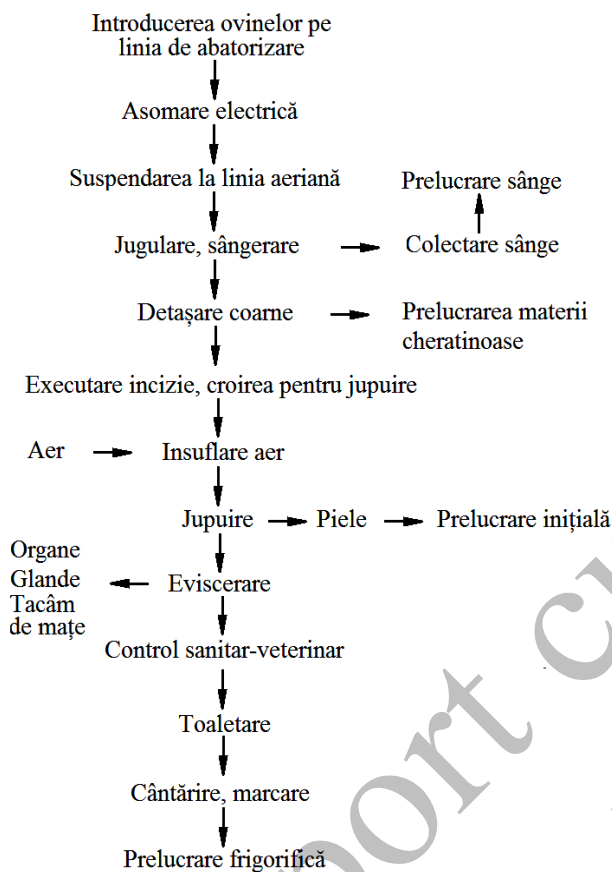 Introducerea ovinelor pe
linia de abatorizare
Asomare electrică
Suspendarea la linia aeriană
Prelucrare sânge
Jugulare, sângerare
Colectare sânge
Detașare coarne
Prelucrarea materii
cheratinoase
Executare incizie, croirea pentru jupuire
Aer
Insuflare aer
Jupuire
Piele
Prelucrare inițială
Organe
Glande
Tacâm
de mațe
Eviscerare
Control sanitar-veterinar
Toaletare
Cântărire, marcare
Prelucrare frigorifică
port cu